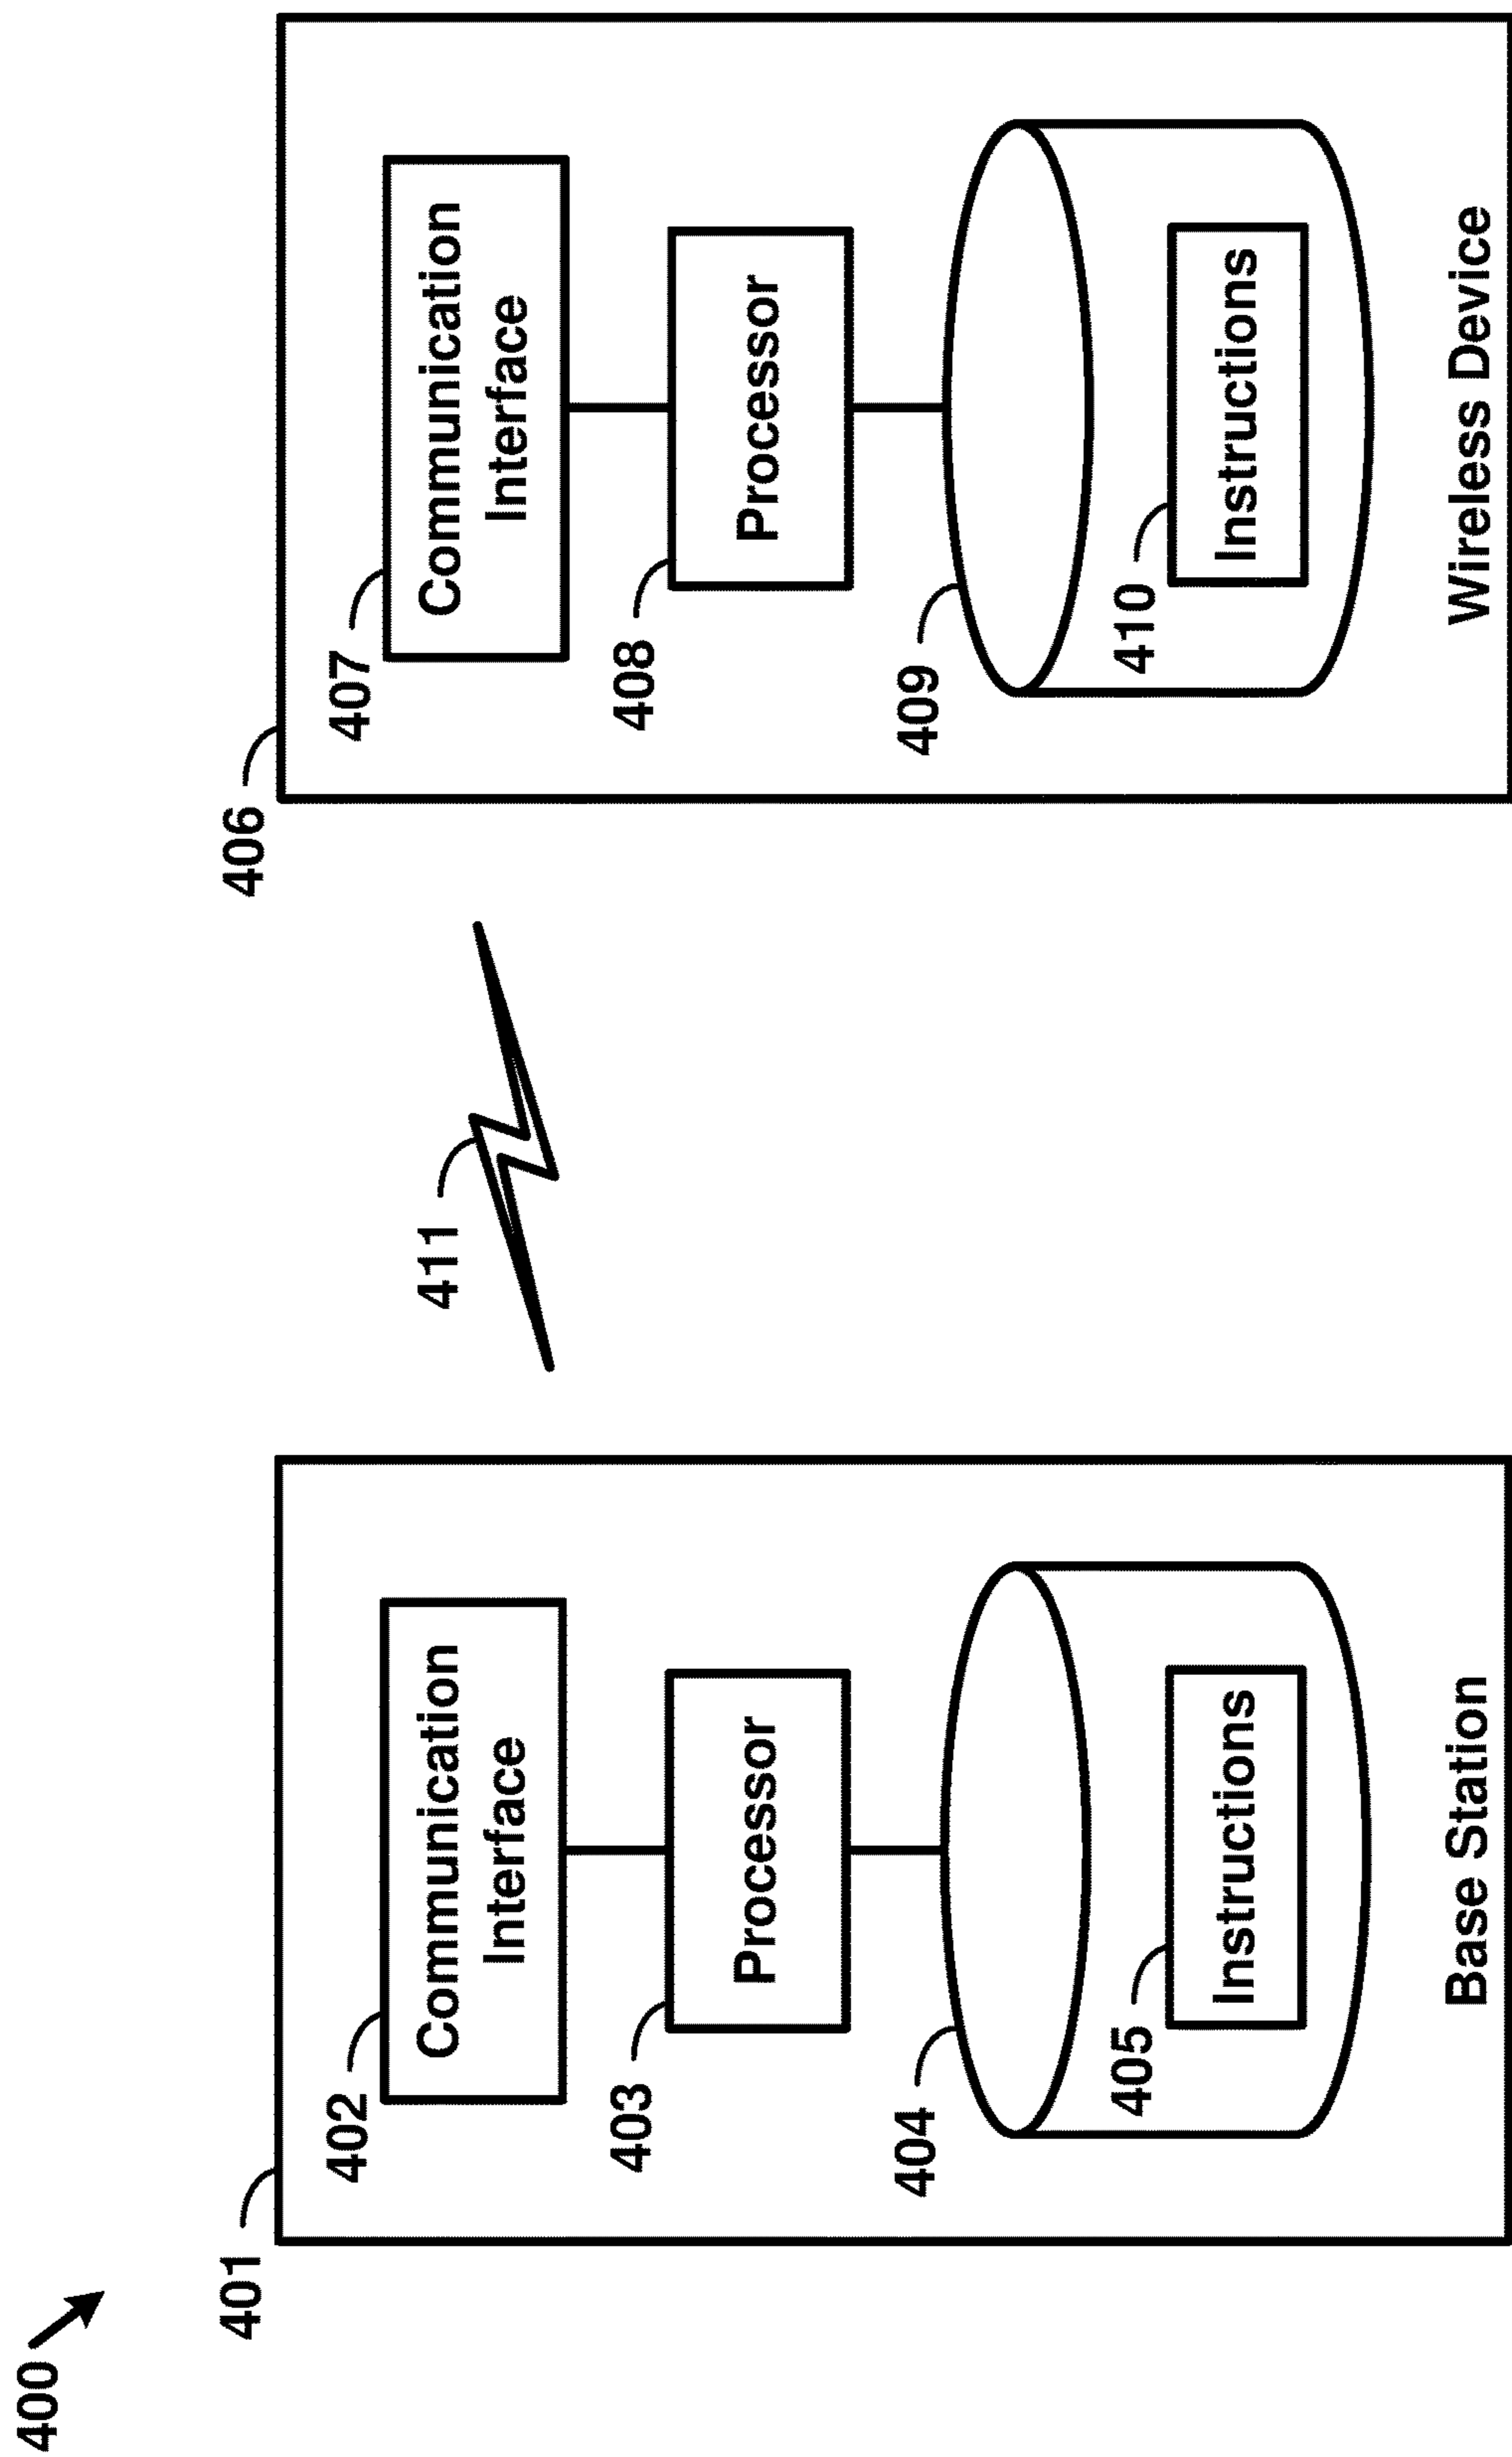 400
401
402
Communication
Interface
403
Processor
404
405
Instructions
Base Station
411
406
407
Communication
Interface
408
Processor
409
410
Instructions
Wireless Device